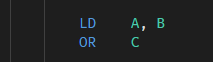 LD A, B
OR C